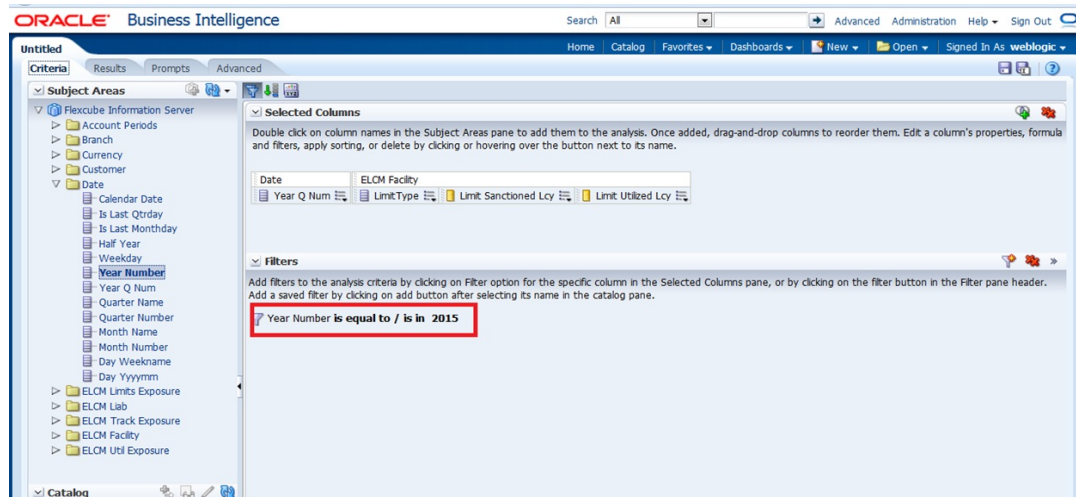 ORACLE® Business Intelligence
Search All Advanced Administration Help Sign Out
Untitled
Home Catalog Favorites Dashboards New Open Signed In As weblogic
Criteria Results Prompts Advanced
Subject Areas
Flexcube Information Server
Account Periods
Branch
Currency
Customer
Date
Calendar Date
Is Last Qtrday
Is Last Monthday
Half Year
Weekday
Year Number
Year Q Num
Quarter Name
Quarter Number
Month Name
Month Number
Day Weekname
Day Yyyymm
ELCM Limits Exposure
ELCM Liab
ELCM Track Exposure
ELCM Facility
ELCM Util Exposure
Catalog
Selected Columns
Double click on column names in the Subject Areas pane to add them to the analysis. Once added, drag-and-drop columns to reorder them. Edit a column's properties, formula
and filters, apply sorting, or delete by clicking or hovering over the button next to its name.
Date ELCM Facility
Year Q Num LimitType Limit Sanctioned Lcy Limit Utilized Lcy
Filters
Add filters to the analysis criteria by clicking on Filter option for the specific column in the Selected Columns pane, or by clicking on the filter button in the Filter pane header.
Add a saved filter by clicking on add button after selecting its name in the catalog pane.
Year Number is equal to / is in 2015